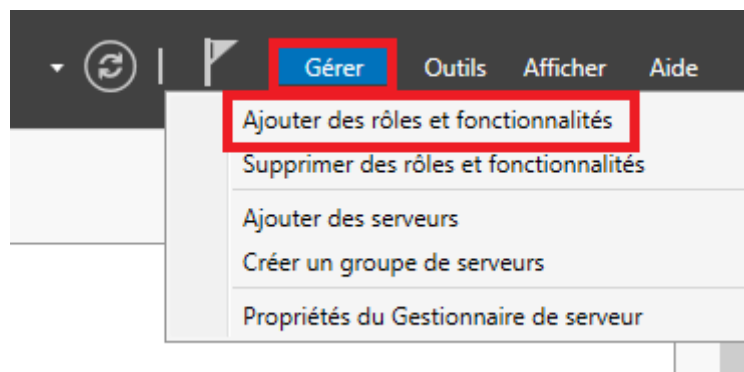 Gérer Outils Afficher Aide
Ajouter des rôles et fonctionnalités
Supprimer des rôles et fonctionnalités
Ajouter des serveurs
Créer un groupe de serveurs
Propriétés du Gestionnaire de serveur